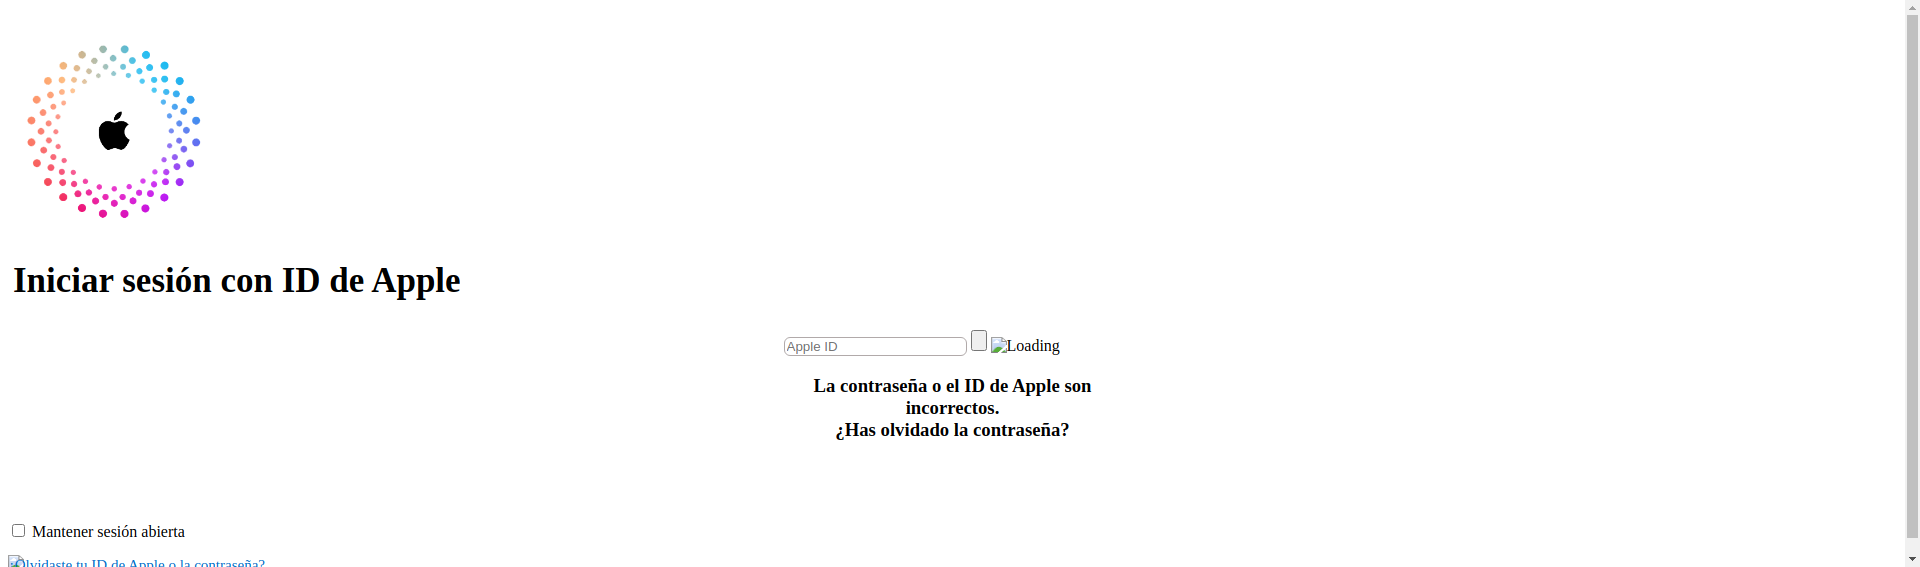 Iniciar sesión con ID de Apple
Apple ID
Loading
La contraseña o el ID de Apple son
incorrectos.
¿Has olvidado la contraseña?
Mantener sesión abierta
Olvidaste tu ID de Apple o la contraseña?